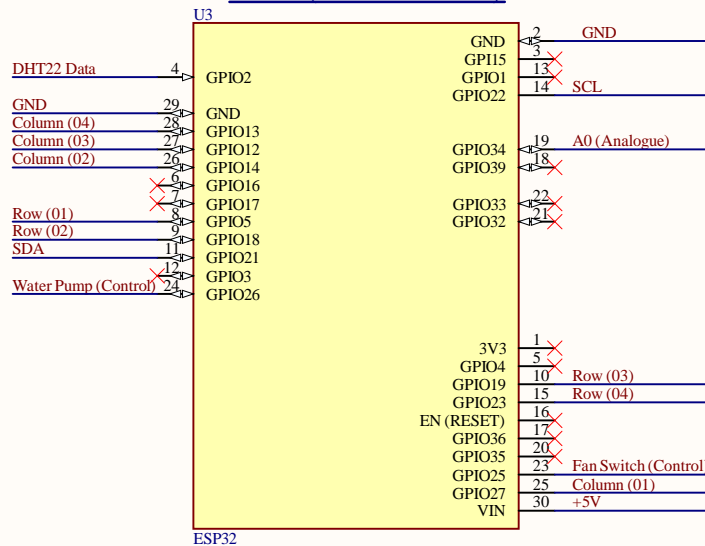 U3
DHT22 Data 4 GPIO2
GND 29 GND
Column (04) 28 GPIO13
Column (03) 27 GPIO12
Column (02) 26 GPIO14
6 GPIO16
7 GPIO17
Row (01) 8 GPIO5
Row (02) 9 GPIO18
SDA 11 GPIO21
12 GPIO3
Water Pump (Control) 24 GPIO26
GND 2 GND
GPI15 3
GPIO1 13
GPIO22 14 SCL
GPIO34 19 A0 (Analogue)
GPIO39 18
GPIO33 22
GPIO32 21
3V3 1
GPIO4 5
GPIO19 10 Row (03)
GPIO23 15 Row (04)
EN (RESET) 16
GPIO36 17
GPIO35 20
GPIO25 23 Fan Switch (Control)
GPIO27 25 Column (01)
VIN 30 +5V
ESP32